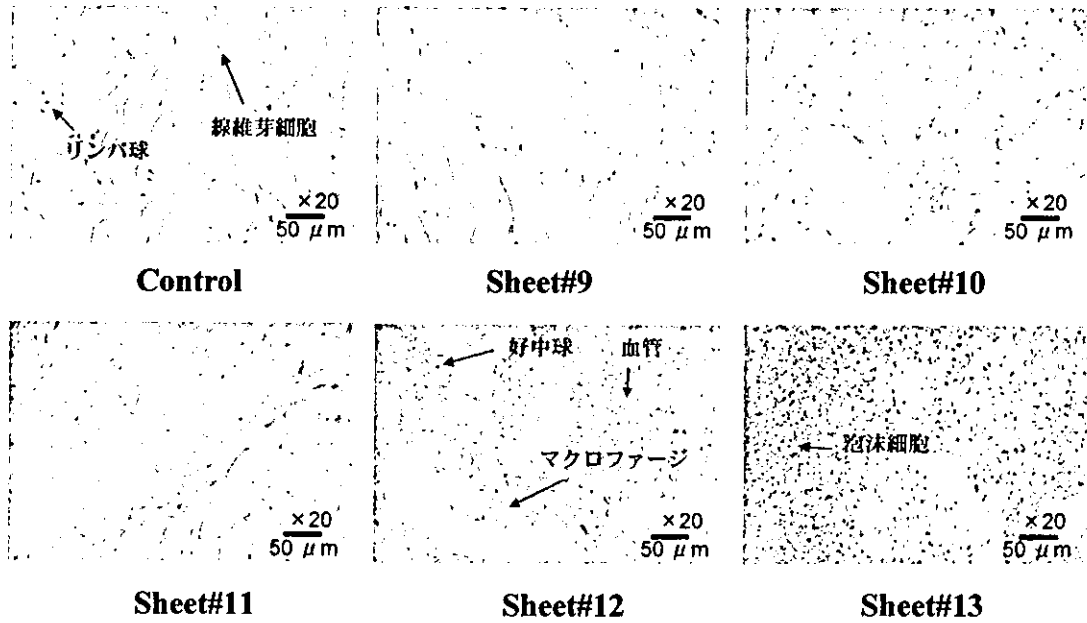 線維芽細胞
リンパ球
×20
50 μm
×20
50 μm
×20
50 μm
Control
Sheet#9
Sheet#10
好中球
血管
マクロファージ
泡沫細胞
×20
50 μm
×20
50 μm
×20
50 μm
Sheet#11
Sheet#12
Sheet#13